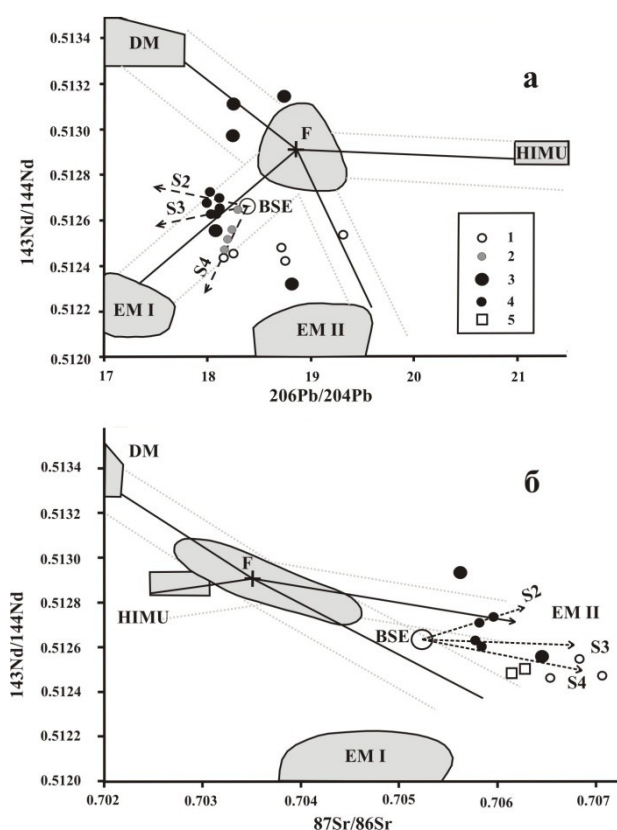 0.5134
DM
a
0.5132
0.5130
F
HIMU
0.5128
S2
BSE
S3
0.5126
0.5124
S4
0.5122
EM I
EM II
0.5120
143Nd/144Nd
1
2
3
4
5
17
18
19
20
21
206Pb/204Pb
DM
0.5134
б
0.5132
0.5130
F
0.5128
HIMU
BSE
S2
EM II
0.5126
S3
S4
0.5124
0.5122
EM I
0.5120
143Nd/144Nd
0.702
0.703
0.704
0.705
0.706
0.707
87Sr/86Sr